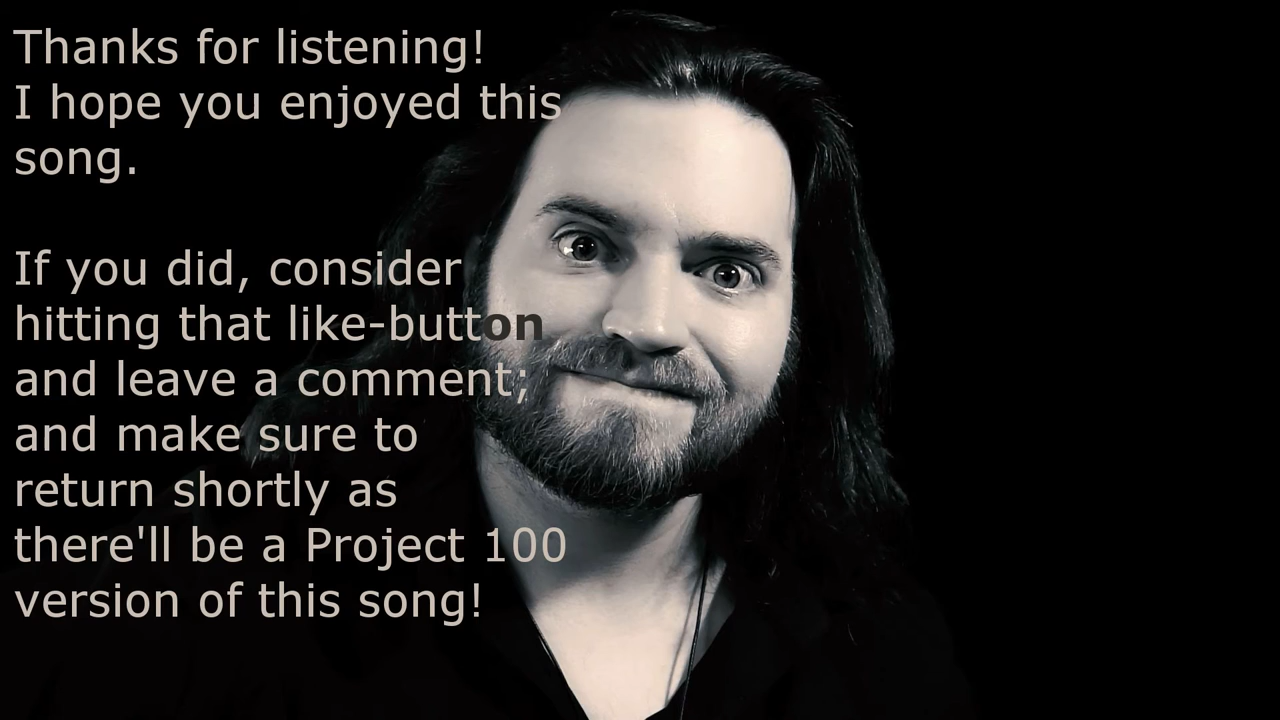 Thanks for listening!
I hope you enjoyed this
song.
If you did, consider
hitting that like-button
and leave a comment;
and make sure to
return shortly as
there'll be a Project 100
version of this song!